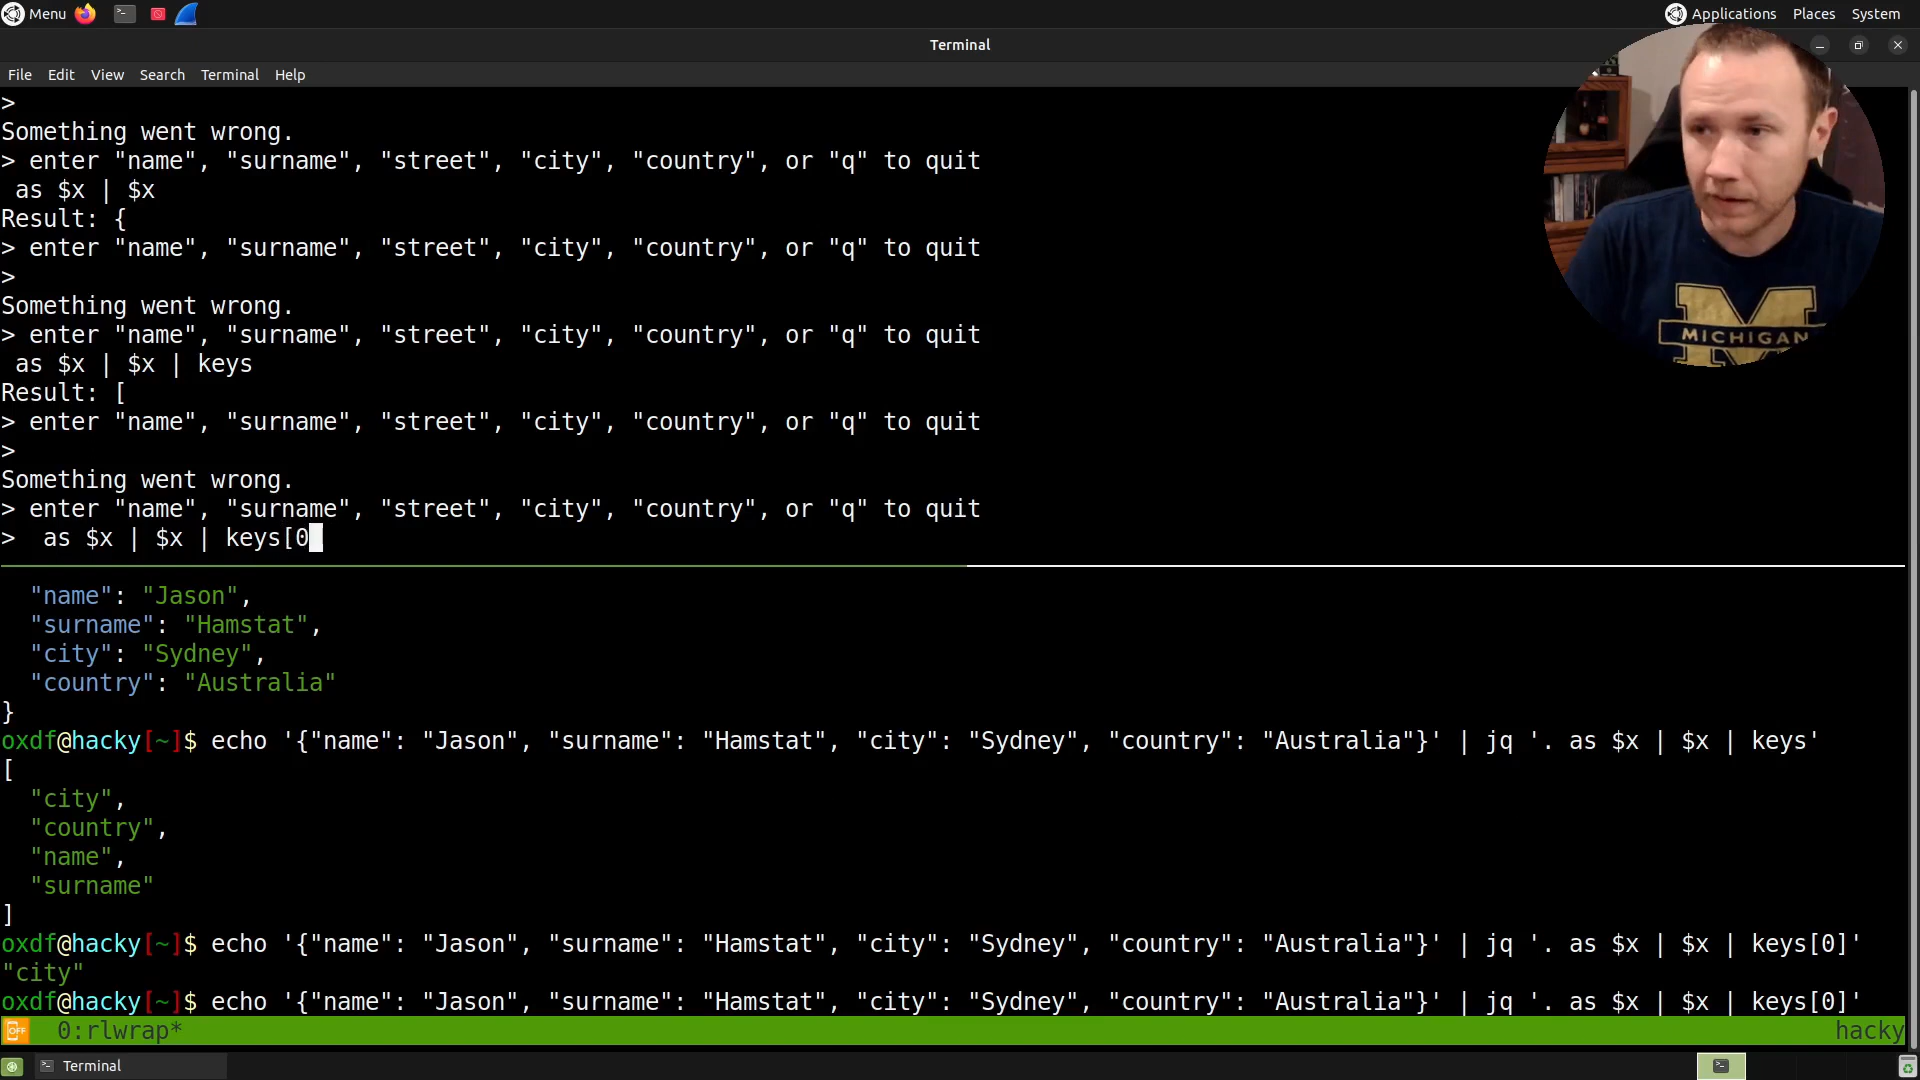 Menu
Applications Places System
Terminal
File Edit View Search Terminal Help
>
Something went wrong.
> enter "name", "surname", "street", "city", "country", or "q" to quit
 as $x | $x
Result: {
> enter "name", "surname", "street", "city", "country", or "q" to quit
>
Something went wrong.
> enter "name", "surname", "street", "city", "country", or "q" to quit
 as $x | $x | keys
Result: [
> enter "name", "surname", "street", "city", "country", or "q" to quit
>
Something went wrong.
> enter "name", "surname", "street", "city", "country", or "q" to quit
>  as $x | $x | keys[0
M
MICHIGAN
  "name": "Jason",
  "surname": "Hamstat",
  "city": "Sydney",
  "country": "Australia"
}
oxdf@hacky[~]$ echo '{"name": "Jason", "surname": "Hamstat", "city": "Sydney", "country": "Australia"}' | jq '. as $x | $x | keys'
[
  "city",
  "country",
  "name",
  "surname"
]
oxdf@hacky[~]$ echo '{"name": "Jason", "surname": "Hamstat", "city": "Sydney", "country": "Australia"}' | jq '. as $x | $x | keys[0]'
"city"
oxdf@hacky[~]$ echo '{"name": "Jason", "surname": "Hamstat", "city": "Sydney", "country": "Australia"}' | jq '. as $x | $x | keys[0]'
OFF 0:rlwrap* hacky
Terminal